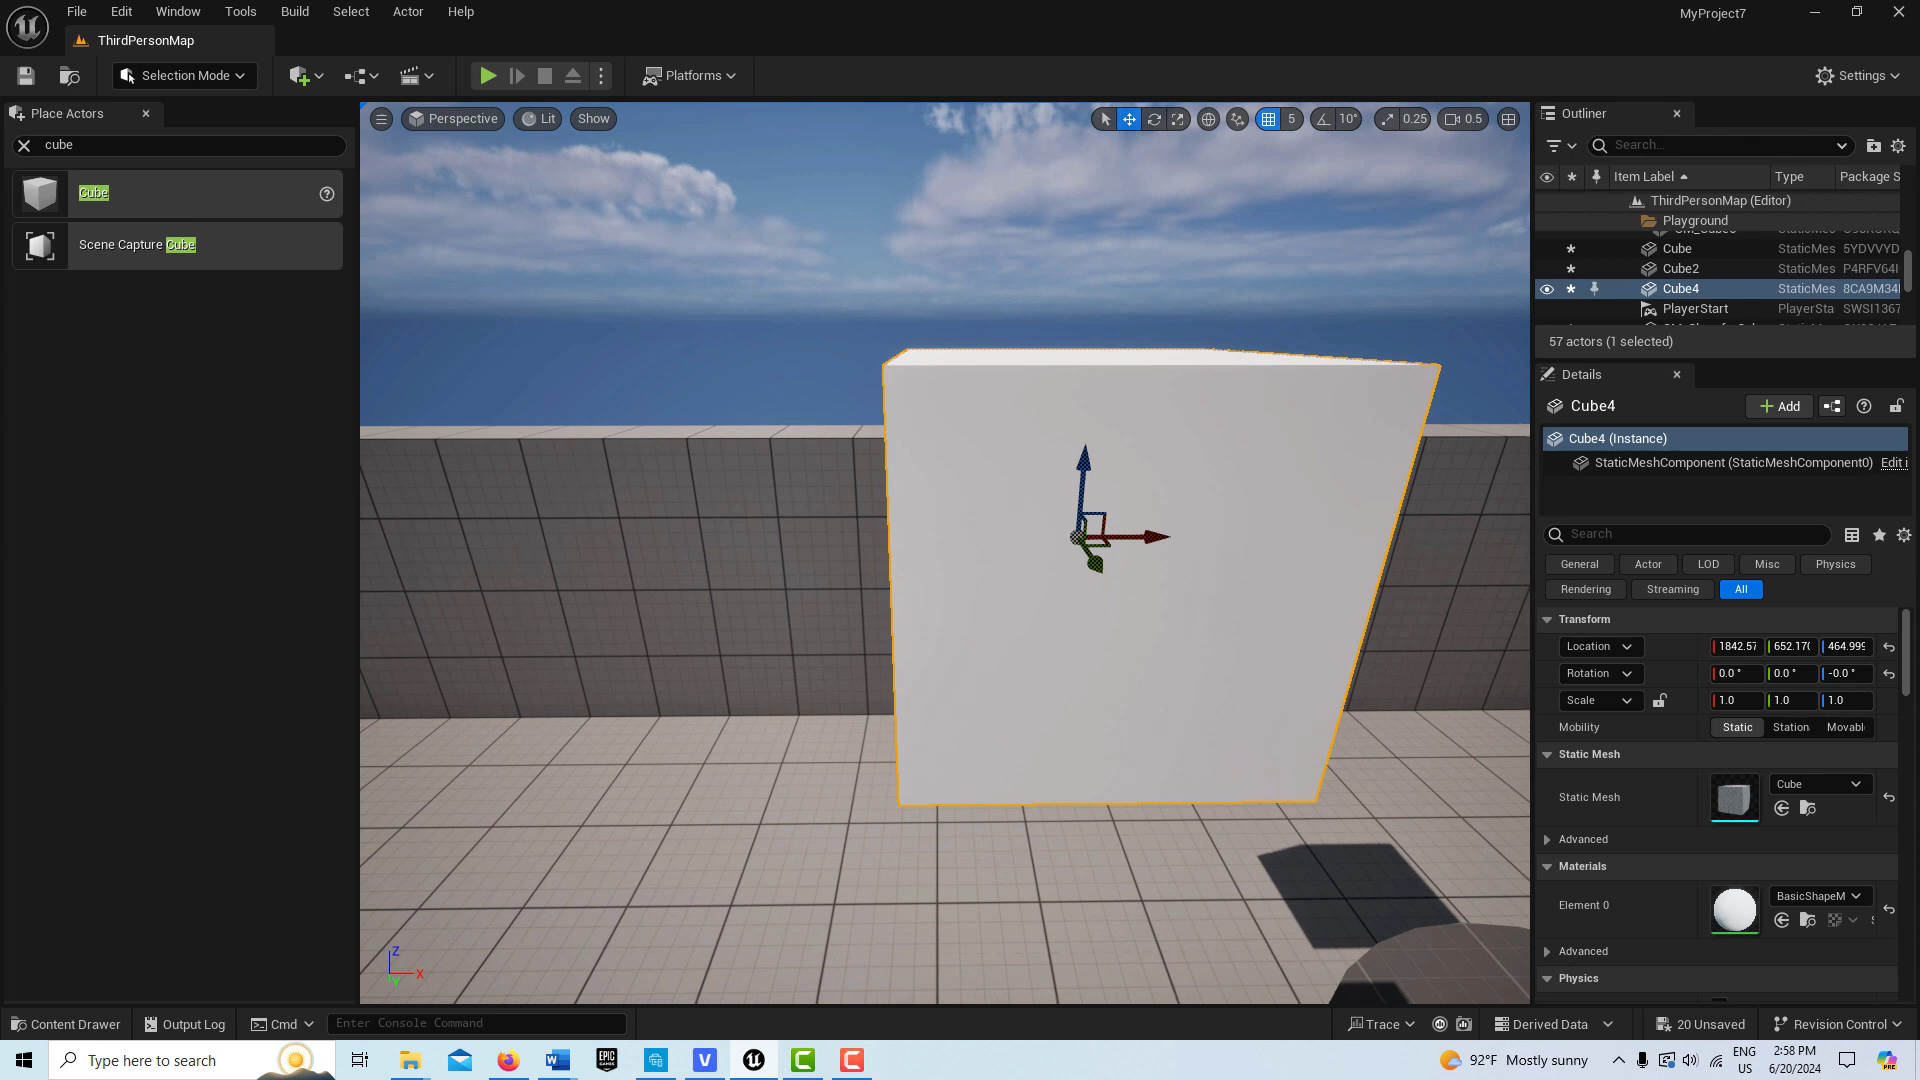 File Edit Window Tools Build Select Actor Help
MyProject7
ThirdPersonMap
Selection Mode
Platforms
Settings
Place Actors
cube
Cube
Scene Capture Cube
Perspective
Lit
Show
5
10°
0.25
0.5
Outliner
Search...
Item Label
Type
Package S
ThirdPersonMap (Editor)
Playground
Cube StaticMes 5YDVVYD
Cube2 StaticMes P4RFV64I
Cube4 StaticMes 8CA9M34
PlayerStart PlayerSta SWSI1367
57 actors (1 selected)
Details
Cube4
Add
Cube4 (Instance)
StaticMeshComponent (StaticMeshComponent0) Edit i
Search
General Actor LOD Misc Physics
Rendering Streaming All
Transform
Location 1842.57 652.17( 464.999
Rotation 0.0 ° 0.0 ° -0.0 °
Scale 1.0 1.0 1.0
Mobility Static Station Movabl
Static Mesh
Static Mesh Cube
Advanced
Materials
Element 0 BasicShapeM
Advanced
Physics
Z
X
Y
Content Drawer
Output Log
Cmd
Enter Console Command
Trace
Derived Data
20 Unsaved
Revision Control
Type here to search
EPIC GAMES
92°F Mostly sunny
ENG
US
2:58 PM
6/20/2024
PRE